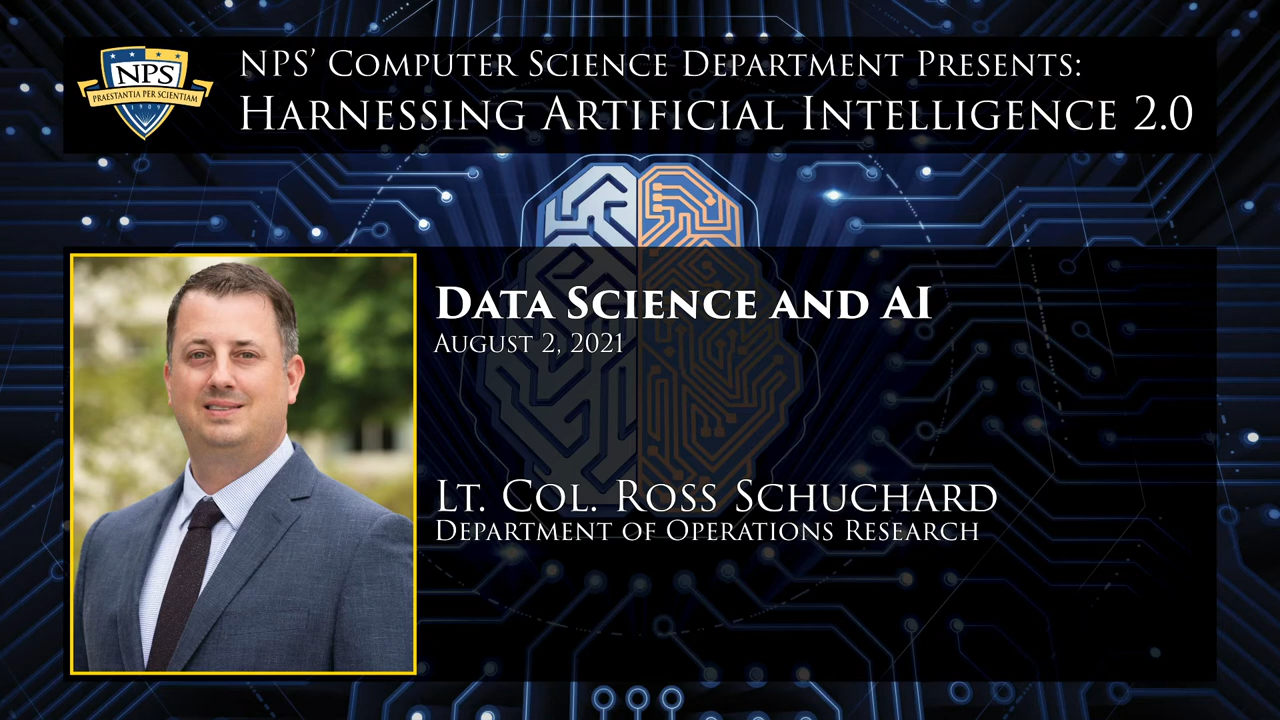 NPS' Computer Science Department Presents:
Harnessing Artificial Intelligence 2.0
NPS
PRAESTANTIA PER SCIENTIAM
1909
Data Science and AI
August 2, 2021
Lt. Col. Ross Schuchard
Department of Operations Research